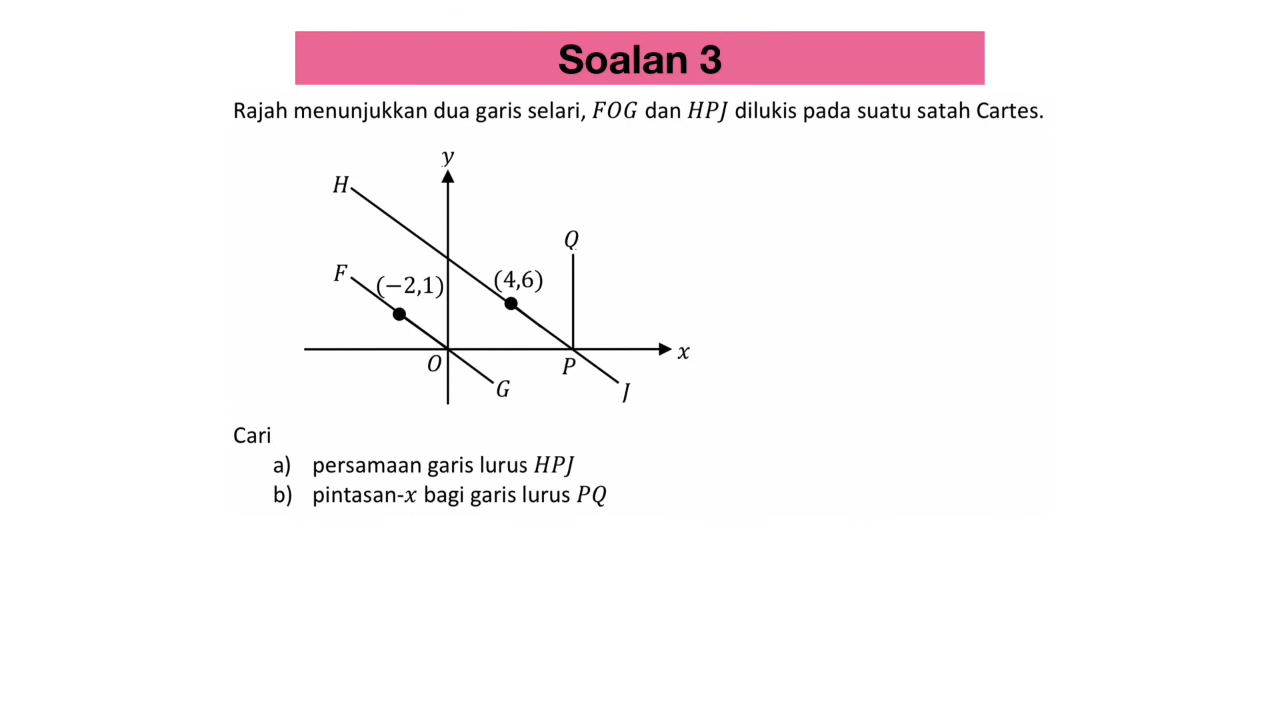 Soalan 3
Rajah menunjukkan dua garis selari, FOG dan HPJ dilukis pada suatu satah Cartes.
y
H
Q
F
(−2,1)
(4,6)
O
P
x
G
J
Cari
a) persamaan garis lurus HPJ
b) pintasan-x bagi garis lurus PQ